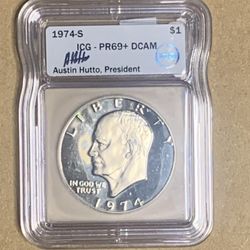 1974-S $1
ICG - PR69+ DCAM
Austin Hutto, President
LIBERTY
IN GOD WE
TRUST
1974